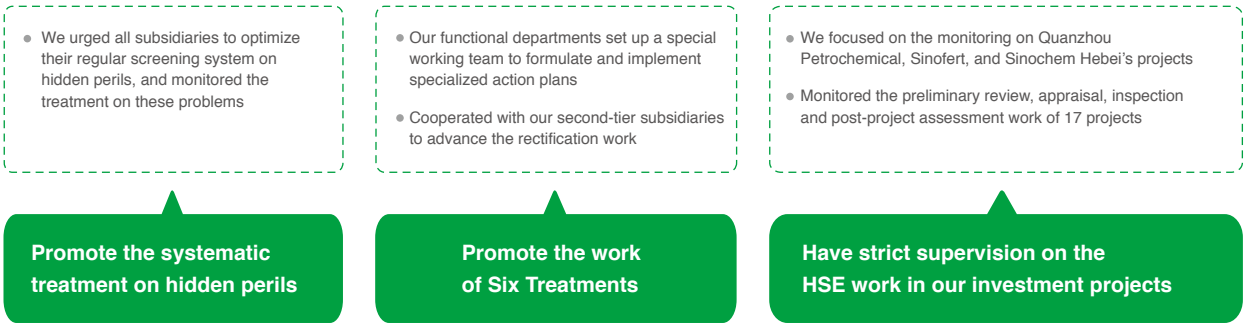 ● We urged all subsidiaries to optimize
their regular screening system on
hidden perils, and monitored the
treatment on these problems
Promote the systematic
treatment on hidden perils
● Our functional departments set up a special
working team to formulate and implement
specialized action plans
● Cooperated with our second-tier subsidiaries
to advance the rectification work
Promote the work
of Six Treatments
● We focused on the monitoring on Quanzhou
Petrochemical, Sinofert, and Sinochem Hebei’s projects
● Monitored the preliminary review, appraisal, inspection
and post-project assessment work of 17 projects
Have strict supervision on the
HSE work in our investment projects